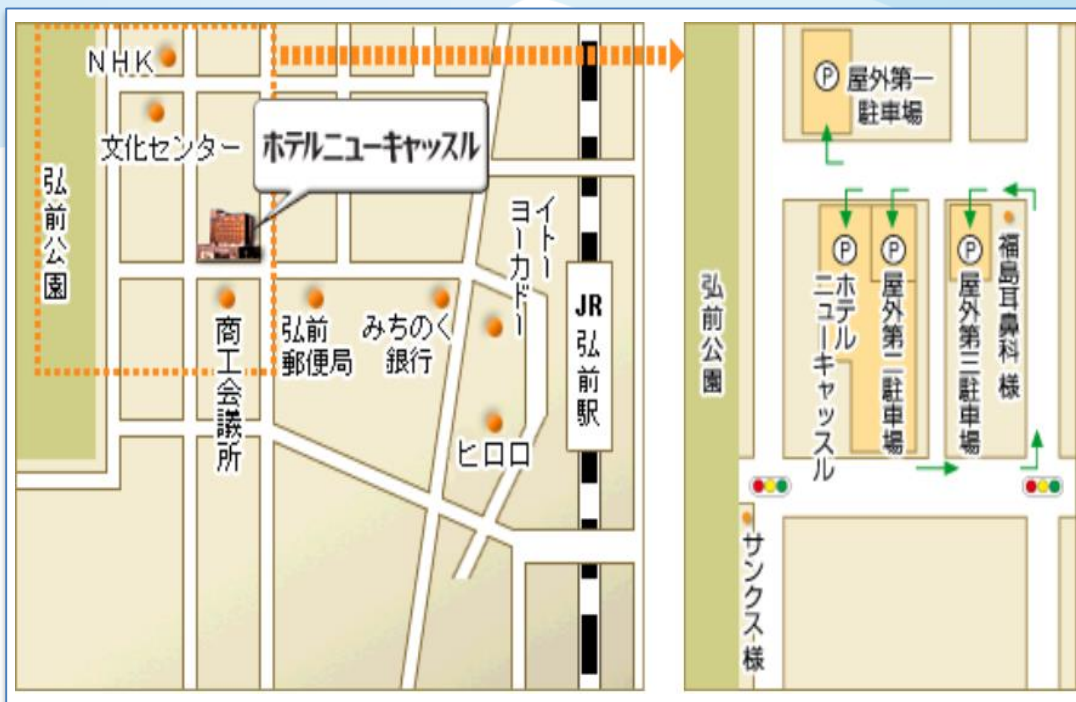 NHK
文化センター
ホテルニューキャッスル
弘前公園
イトー
ヨーカドー
JR
弘前駅
商工会議所
弘前
郵便局
みちのく
銀行
ヒロロ
P
屋外第一
駐車場
P
ホテル
ニューキャッスル
P
屋外第二駐車場
P
屋外第三駐車場
福島耳鼻科 様
弘前公園
サンクス 様